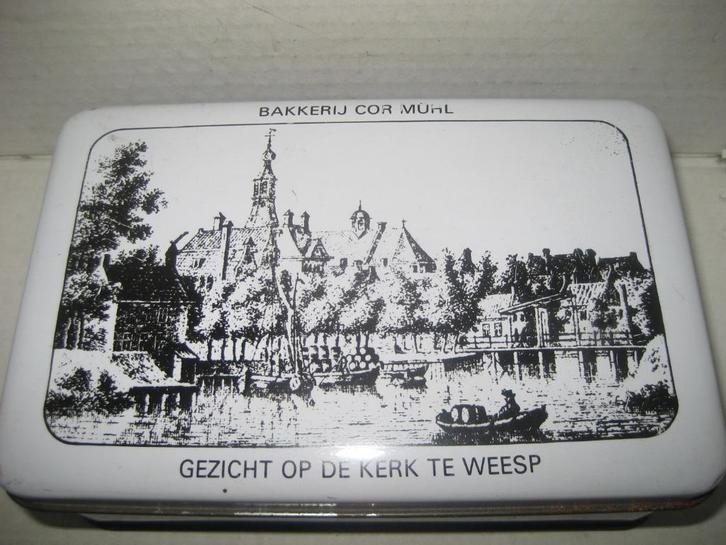 BAKKERIJ COR MÜHL
GEZICHT OP DE KERK TE WEESP